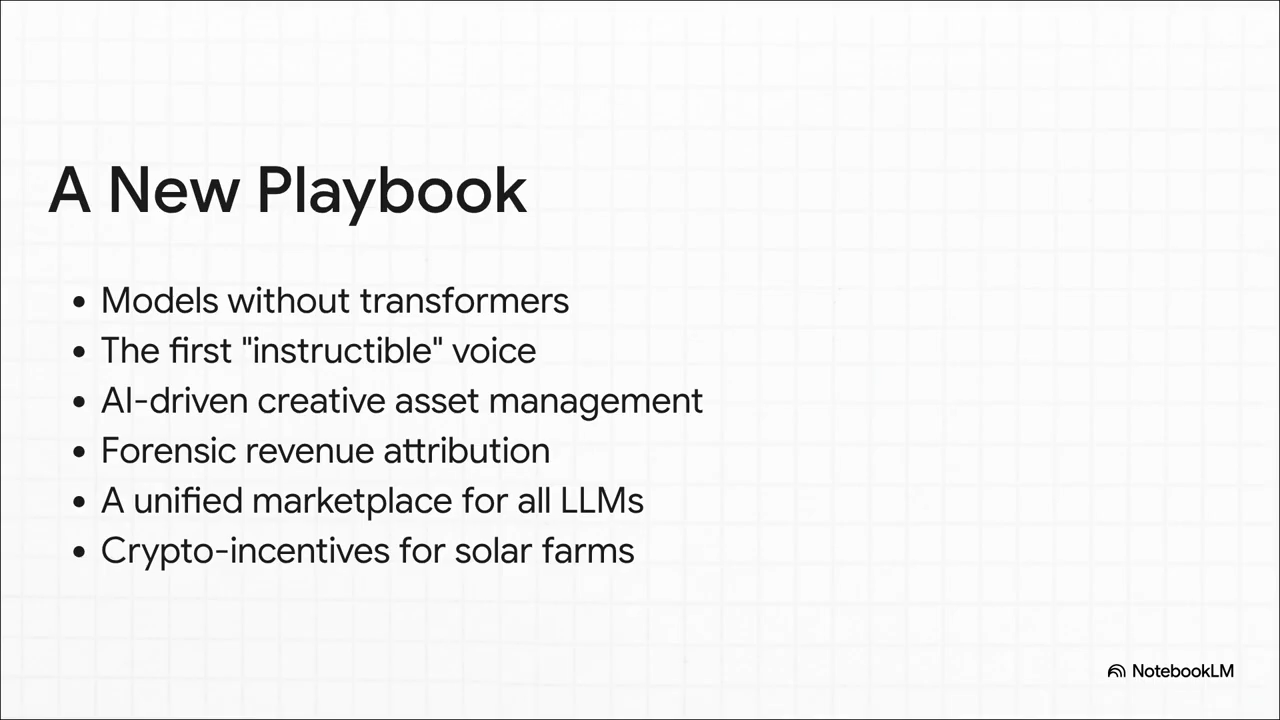 A New Playbook
• Models without transformers
• The first "instructible" voice
• AI-driven creative asset management
• Forensic revenue attribution
• A unified marketplace for all LLMs
• Crypto-incentives for solar farms
NotebookLM